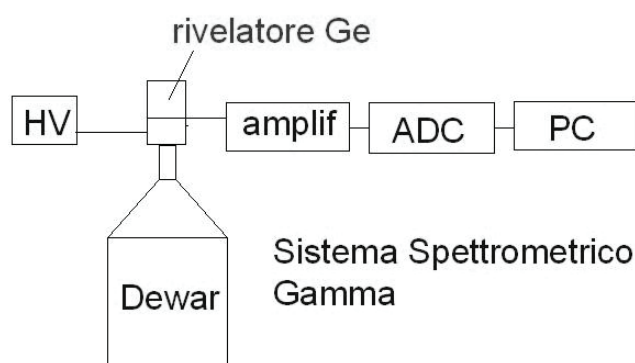 rivelatore Ge
HV
amplif
ADC
PC
Dewar
Sistema Spettrometrico
Gamma